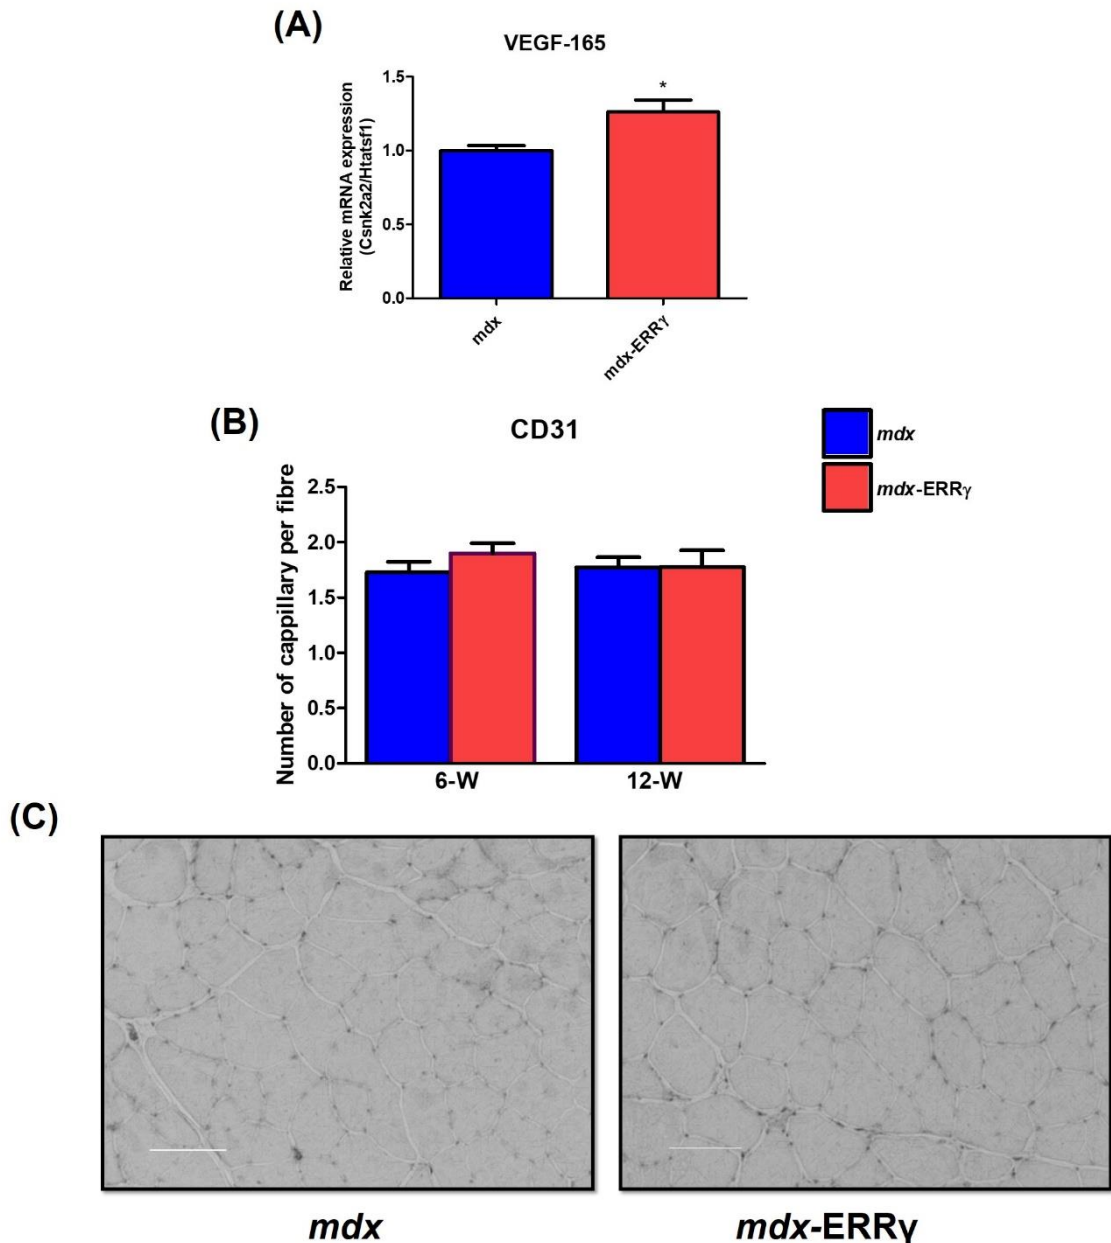 (A)
VEGF-165
Relative mRNA expression
(Csnk2a2/Htatsf1)
1.5
1.0
0.5
0.0
*
mdx
mdx-ERRγ
(B)
CD31
Number of cappillary per fibre
2.5
2.0
1.5
1.0
0.5
0.0
6-W
12-W
mdx
mdx-ERRγ
(C)
mdx
mdx-ERRγ